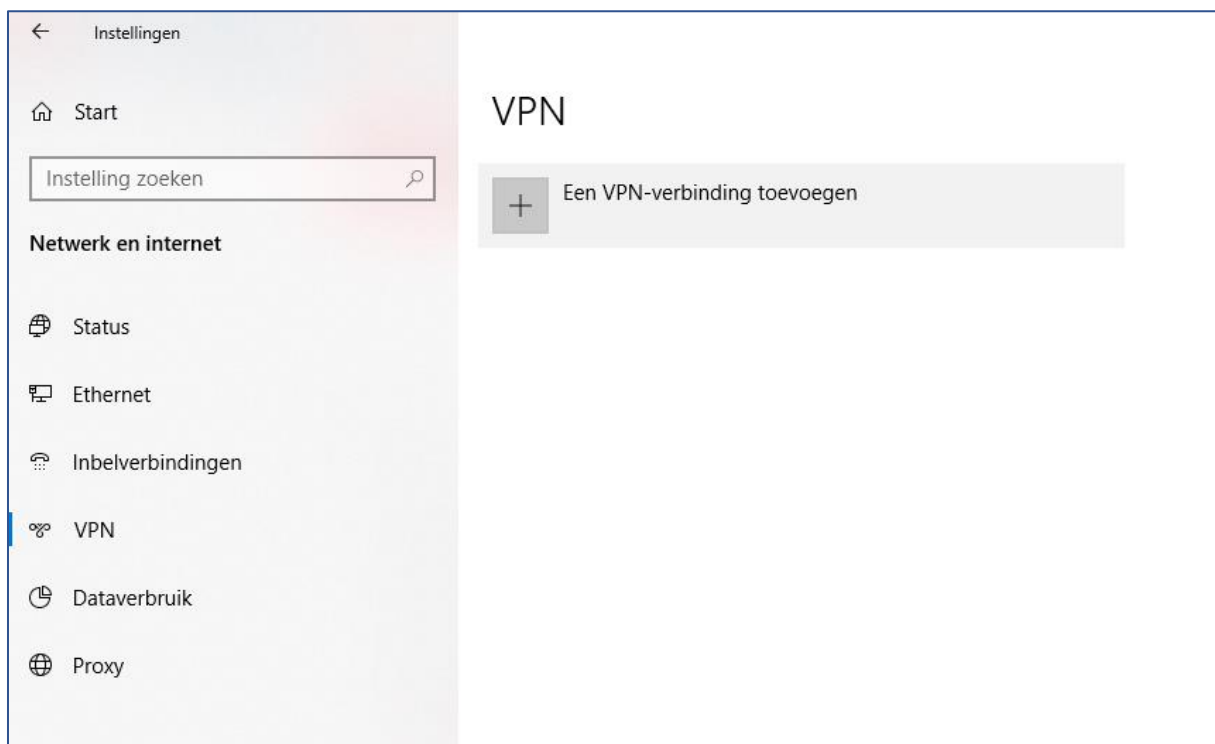 Instellingen
Start
Instelling zoeken
Netwerk en internet
Status
Ethernet
Inbelverbindingen
VPN
Dataverbruik
Proxy
VPN
Een VPN-verbinding toevoegen